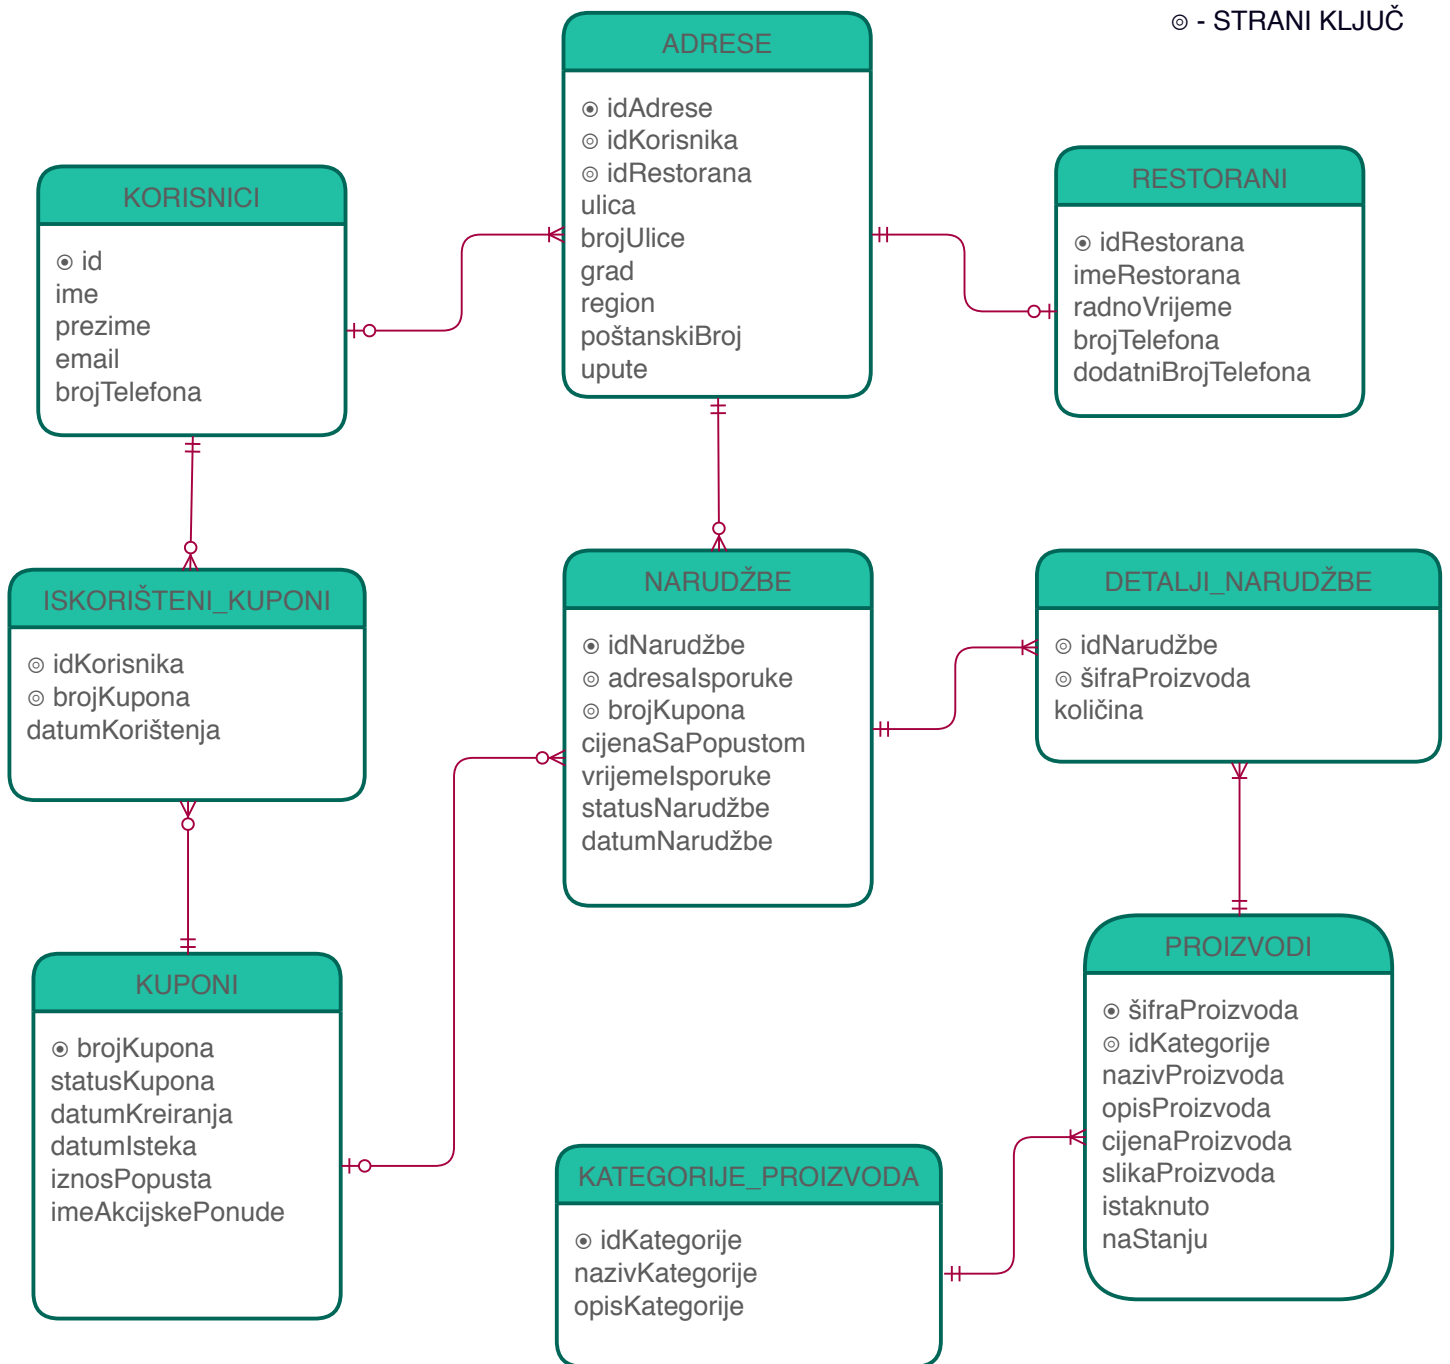 ◎ - STRANI KLJUČ
ADRESE
◉ idAdrese
◎ idKorisnika
◎ idRestorana
ulica
brojUlice
grad
region
poštanskiBroj
upute
KORISNICI
◉ id
ime
prezime
email
brojTelefona
RESTORANI
◉ idRestorana
imeRestorana
radnoVrijeme
brojTelefona
dodatniBrojTelefona
ISKORIŠTENI_KUPONI
◎ idKorisnika
◎ brojKupona
datumKorištenja
NARUDŽBE
◉ idNarudžbe
◎ adresaIsporuke
◎ brojKupona
cijenaSaPopustom
vrijemeIsporuke
statusNarudžbe
datumNarudžbe
DETALJI_NARUDŽBE
◎ idNarudžbe
◎ šifraProizvoda
količina
KUPONI
◉ brojKupona
statusKupona
datumKreiranja
datumIsteka
iznosPopusta
imeAkcijskePonude
KATEGORIJE_PROIZVODA
◉ idKategorije
nazivKategorije
opisKategorije
PROIZVODI
◉ šifraProizvoda
◎ idKategorije
nazivProizvoda
opisProizvoda
cijenaProizvoda
slikaProizvoda
istaknuto
naStanju